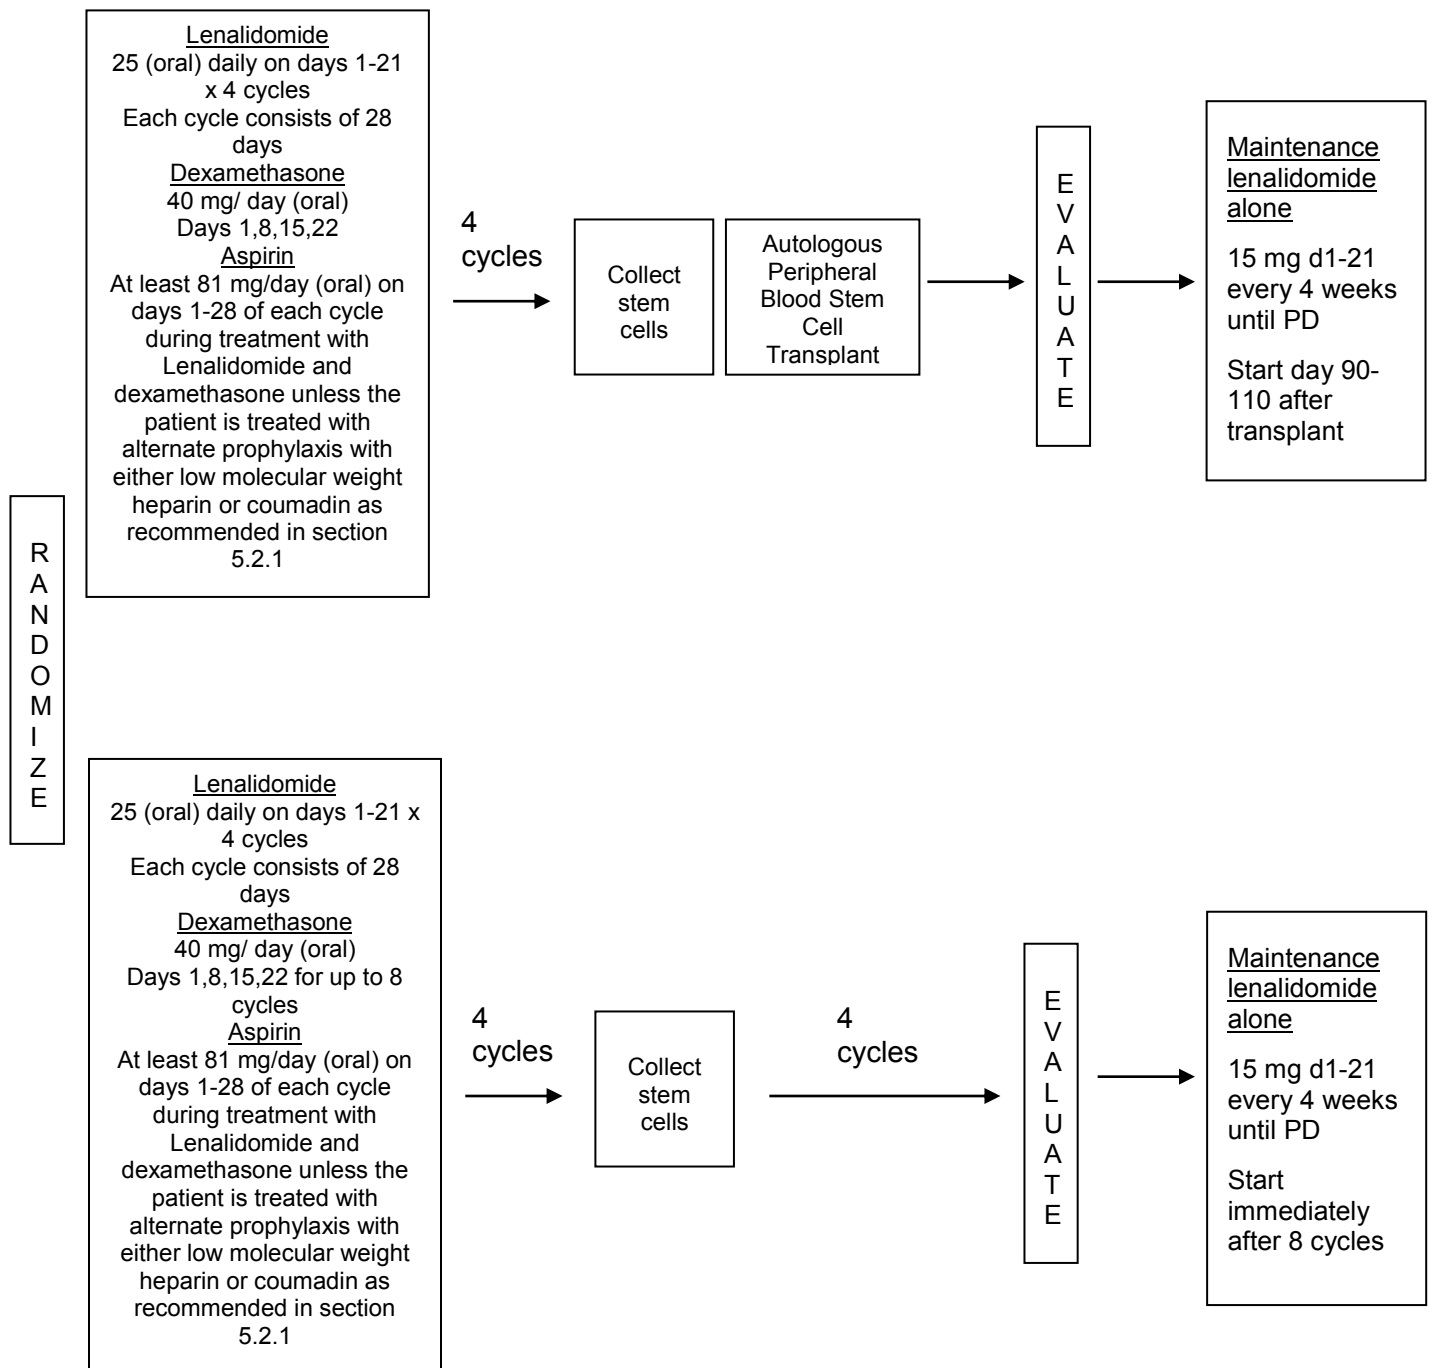 R
A
N
D
O
M
I
Z
E
Lenalidomide
25 (oral) daily on days 1-21
x 4 cycles
Each cycle consists of 28
days
Dexamethasone
40 mg/ day (oral)
Days 1,8,15,22
Aspirin
At least 81 mg/day (oral) on
days 1-28 of each cycle
during treatment with
Lenalidomide and
dexamethasone unless the
patient is treated with
alternate prophylaxis with
either low molecular weight
heparin or coumadin as
recommended in section
5.2.1
4
cycles
Collect
stem
cells
Autologous
Peripheral
Blood Stem
Cell
Transplant
E
V
A
L
U
A
T
E
Maintenance
lenalidomide
alone
15 mg d1-21
every 4 weeks
until PD
Start day 90-
110 after
transplant
Lenalidomide
25 (oral) daily on days 1-21 x
4 cycles
Each cycle consists of 28
days
Dexamethasone
40 mg/ day (oral)
Days 1,8,15,22 for up to 8
cycles
Aspirin
At least 81 mg/day (oral) on
days 1-28 of each cycle
during treatment with
Lenalidomide and
dexamethasone unless the
patient is treated with
alternate prophylaxis with
either low molecular weight
heparin or coumadin as
recommended in section
5.2.1
4
cycles
Collect
stem
cells
4
cycles
E
V
A
L
U
A
T
E
Maintenance
lenalidomide
alone
15 mg d1-21
every 4 weeks
until PD
Start
immediately
after 8 cycles